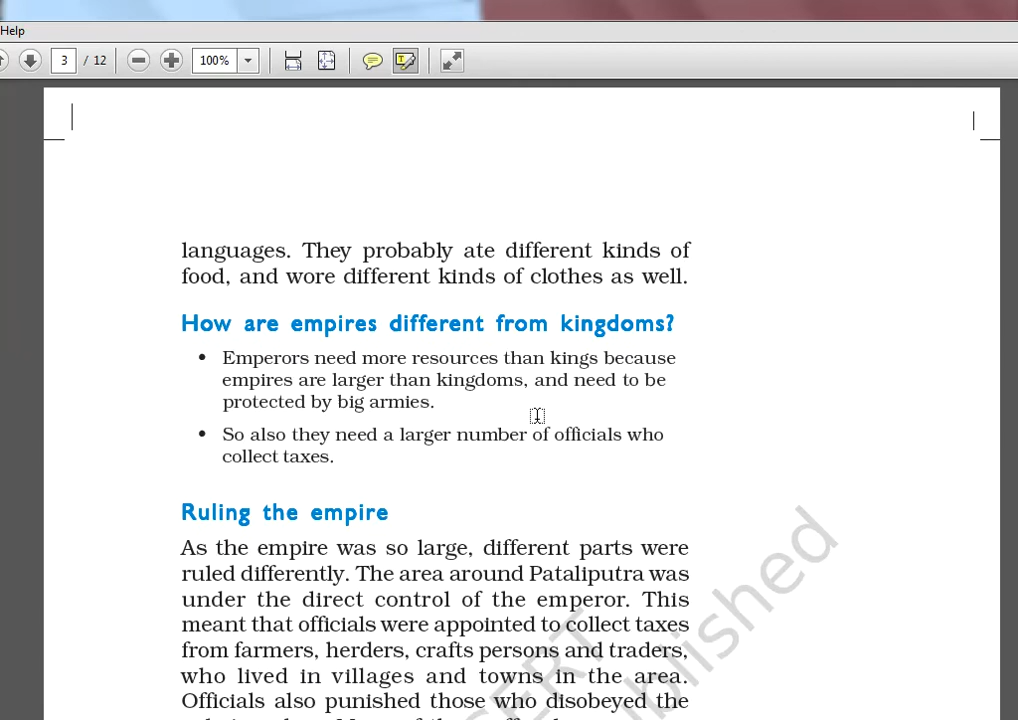 Help
3 / 12 100%
languages. They probably ate different kinds of
food, and wore different kinds of clothes as well.
How are empires different from kingdoms?
• Emperors need more resources than kings because
empires are larger than kingdoms, and need to be
protected by big armies.
• So also they need a larger number of officials who
collect taxes.
Ruling the empire
As the empire was so large, different parts were
ruled differently. The area around Pataliputra was
under the direct control of the emperor. This
meant that officials were appointed to collect taxes
from farmers, herders, crafts persons and traders,
who lived in villages and towns in the area.
Officials also punished those who disobeyed the